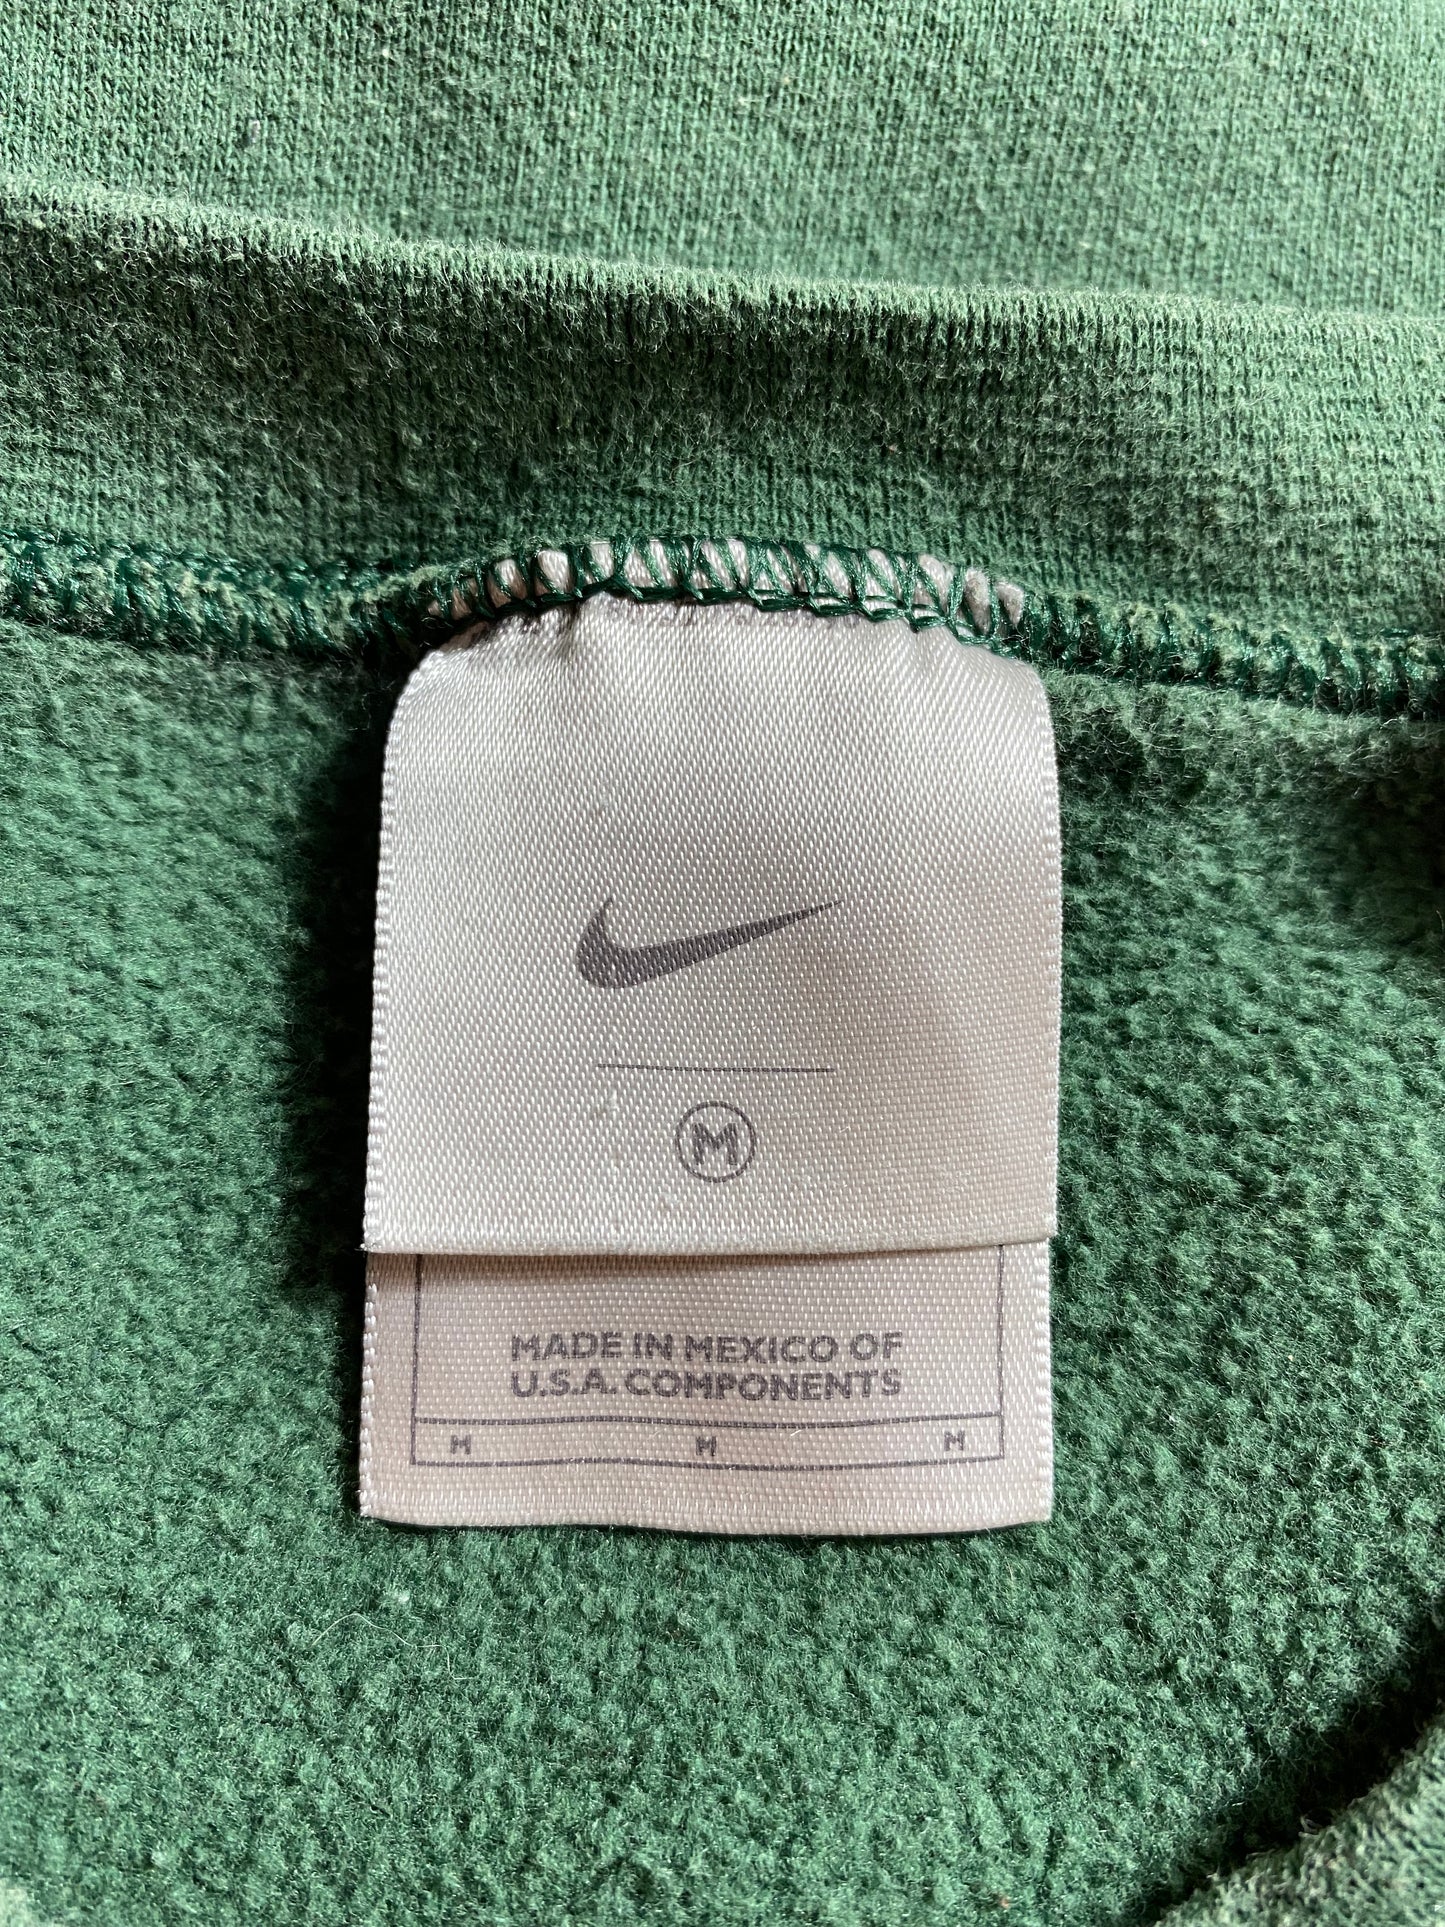 M
MADE IN MEXICO OF
U.S.A. COMPONENTS
M M M